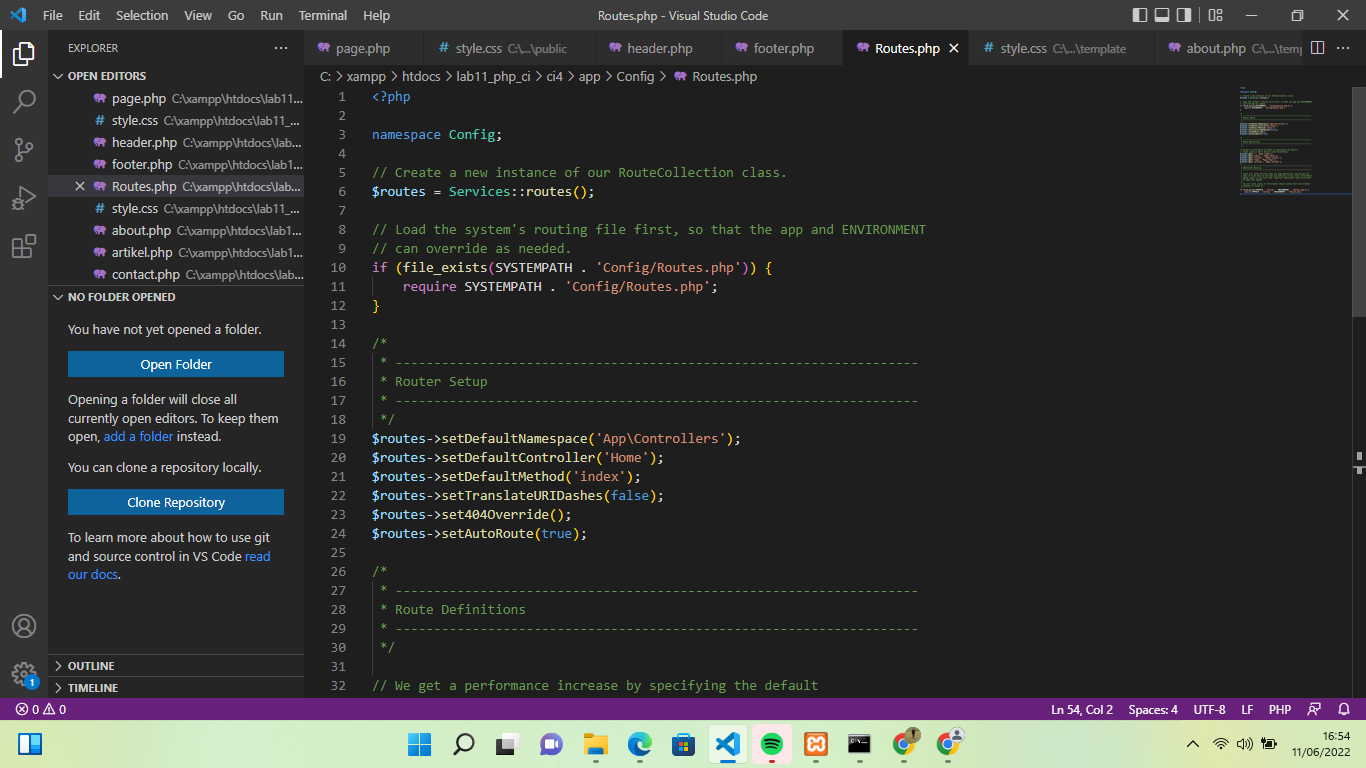 File Edit Selection View Go Run Terminal Help
Routes.php - Visual Studio Code
EXPLORER
OPEN EDITORS
page.php C:\xampp\htdocs\lab11...
style.css C:\xampp\htdocs\lab11_...
header.php C:\xampp\htdocs\lab...
footer.php C:\xampp\htdocs\lab1...
Routes.php C:\xampp\htdocs\lab...
style.css C:\xampp\htdocs\lab11_...
about.php C:\xampp\htdocs\lab1...
artikel.php C:\xampp\htdocs\lab...
contact.php C:\xampp\htdocs\lab...
NO FOLDER OPENED
You have not yet opened a folder.
Open Folder
Opening a folder will close all
currently open editors. To keep them
open, add a folder instead.
You can clone a repository locally.
Clone Repository
To learn more about how to use git
and source control in VS Code read
our docs.
OUTLINE
TIMELINE
page.php style.css C:\...\public header.php footer.php Routes.php style.css C:\...\template about.php C:\...\temp
C: > xampp > htdocs > lab11_php_ci > ci4 > app > Config > Routes.php
1 <?php
2
3 namespace Config;
4
5 // Create a new instance of our RouteCollection class.
6 $routes = Services::routes();
7
8 // Load the system's routing file first, so that the app and ENVIRONMENT
9 // can override as needed.
10 if (file_exists(SYSTEMPATH . 'Config/Routes.php')) {
11 require SYSTEMPATH . 'Config/Routes.php';
12 }
13
14 /*
15 * --------------------------------------------------------------------
16 * Router Setup
17 * --------------------------------------------------------------------
18 */
19 $routes->setDefaultNamespace('App\Controllers');
20 $routes->setDefaultController('Home');
21 $routes->setDefaultMethod('index');
22 $routes->setTranslateURIDashes(false);
23 $routes->set404Override();
24 $routes->setAutoRoute(true);
25
26 /*
27 * --------------------------------------------------------------------
28 * Route Definitions
29 * --------------------------------------------------------------------
30 */
31
32 // We get a performance increase by specifying the default
1
0 0 Ln 54, Col 2 Spaces: 4 UTF-8 LF PHP
16:54
11/06/2022